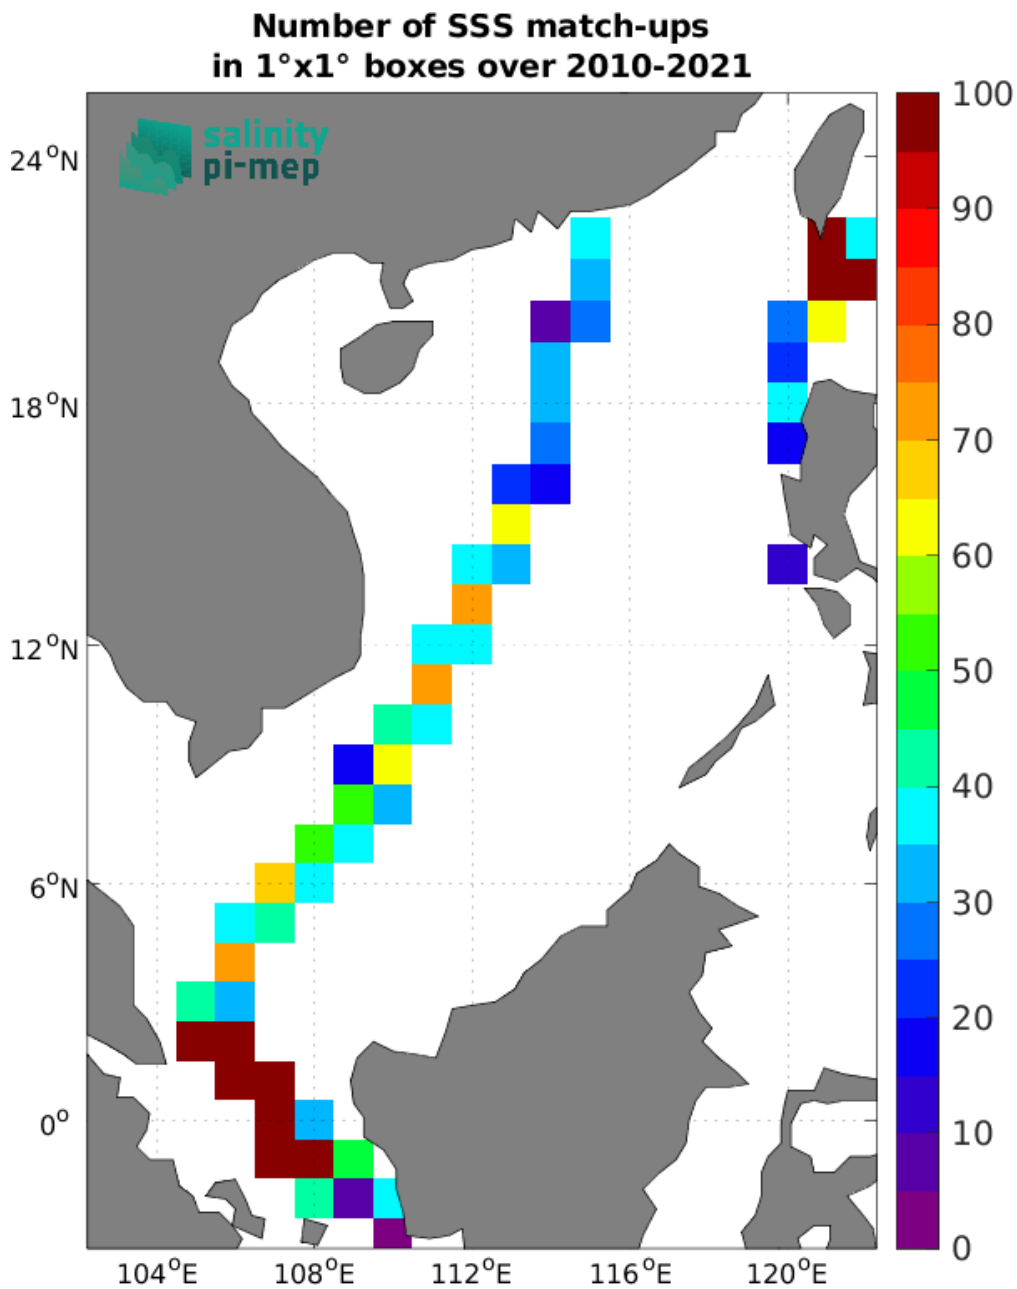 Number of SSS match-ups
in 1°x1° boxes over 2010-2021
salinity
pi-mep
24°N
18°N
12°N
6°N
0°
104°E
108°E
112°E
116°E
120°E
100
90
80
70
60
50
40
30
20
10
0